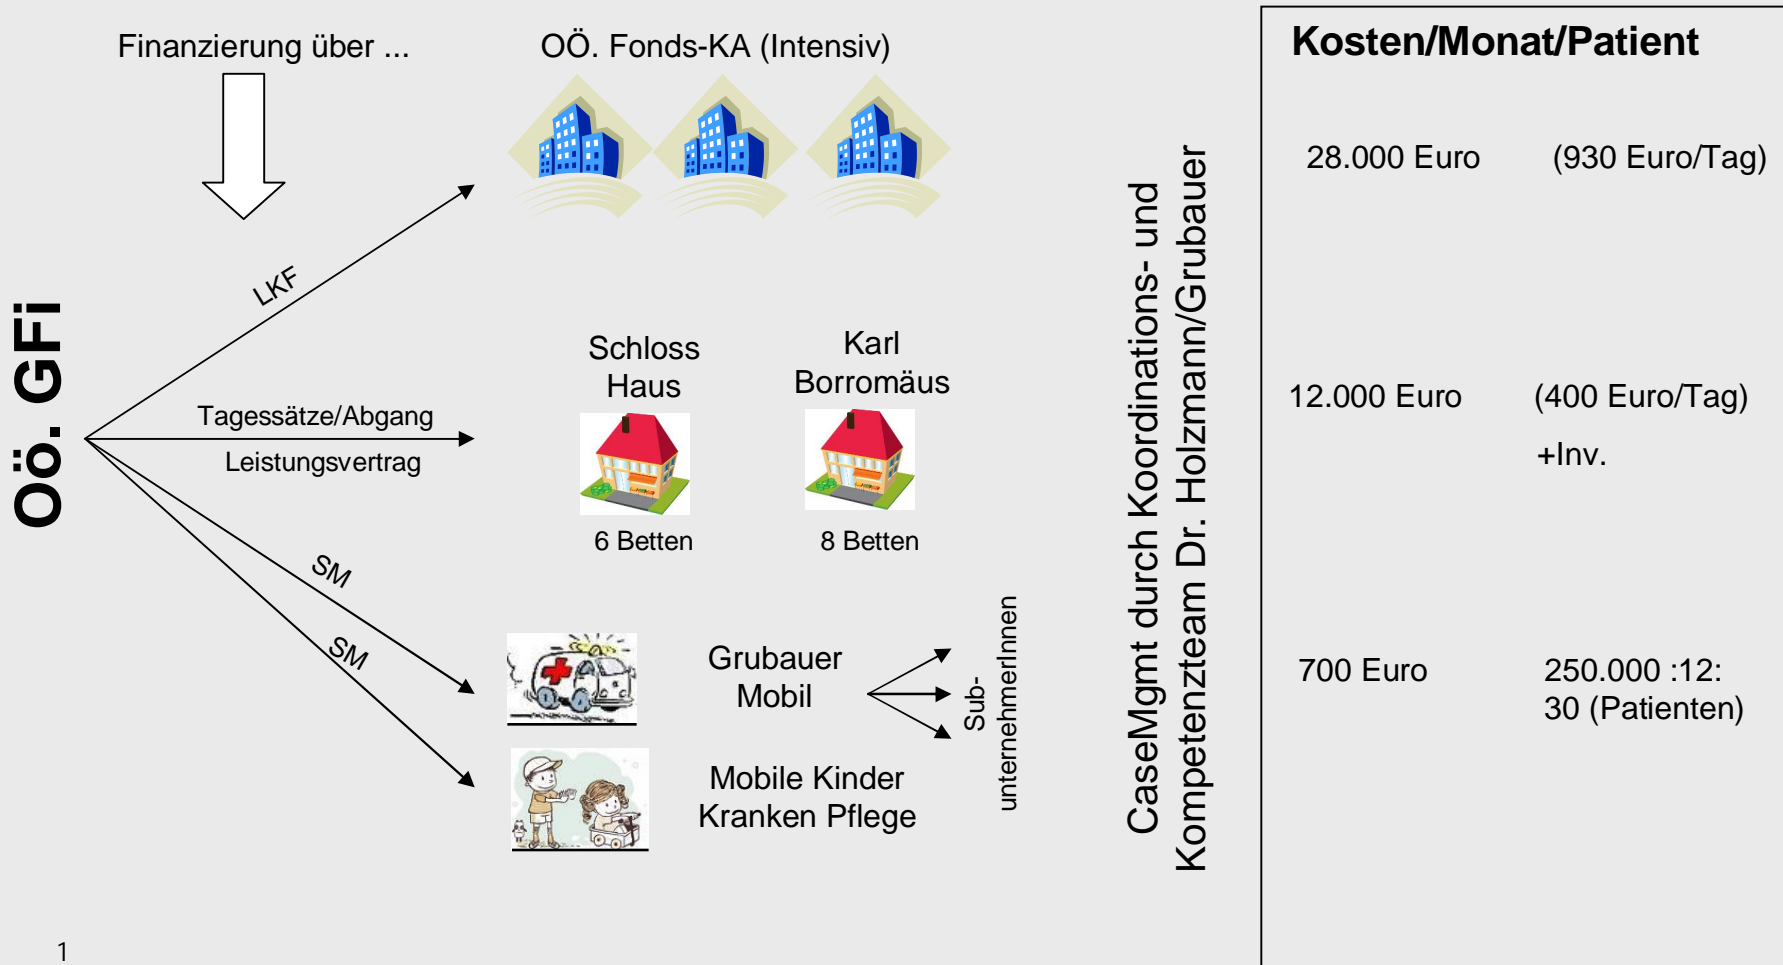 Finanzierung über ...
OÖ. Fonds-KA (Intensiv)
Kosten/Monat/Patient
28.000 Euro (930 Euro/Tag)
LKF
Oö. GFi
Tagessätze/Abgang
Leistungsvertrag
Schloss
Haus
6 Betten
Karl
Borromäus
8 Betten
12.000 Euro (400 Euro/Tag)
+Inv.
SM
SM
Grubauer
Mobil
Sub-
unternehmerInnen
Mobile Kinder
Kranken Pflege
CaseMgmt durch Koordinations- und
Kompetenzteam Dr. Holzmann/Grubauer
700 Euro 250.000 :12:
30 (Patienten)
1